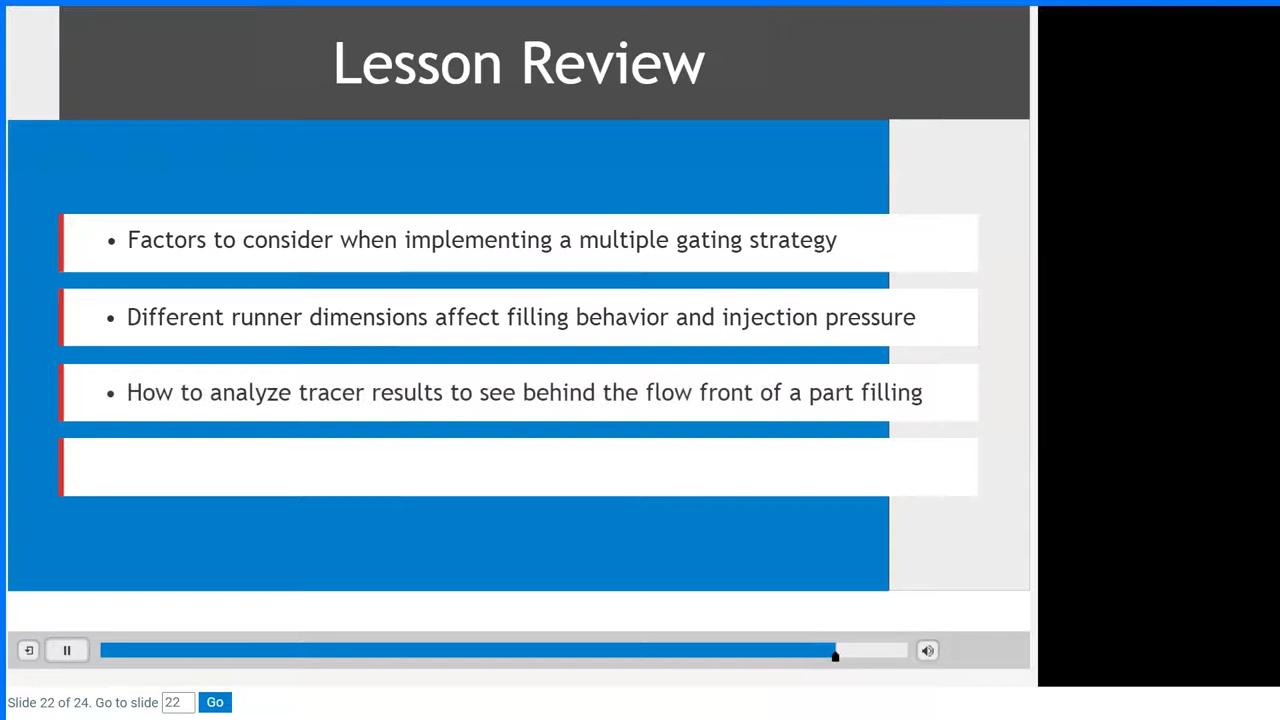 Lesson Review
• Factors to consider when implementing a multiple gating strategy
• Different runner dimensions affect filling behavior and injection pressure
• How to analyze tracer results to see behind the flow front of a part filling
Slide 22 of 24. Go to slide 22 Go